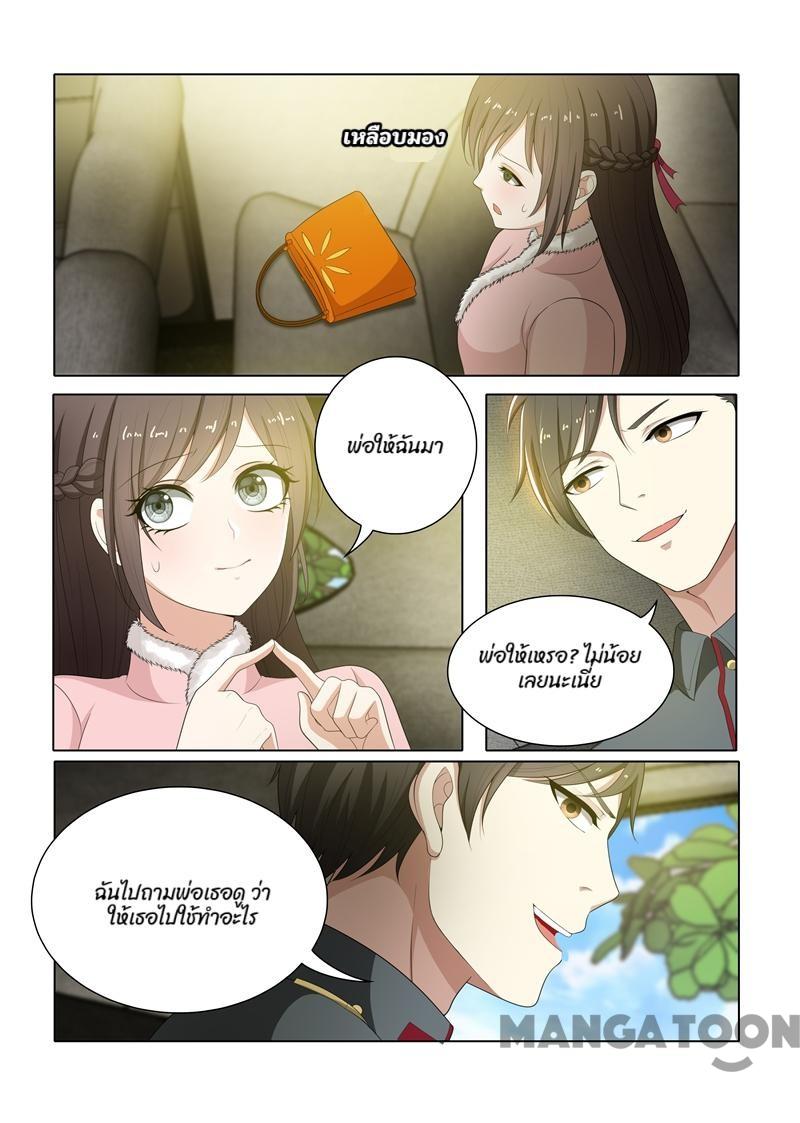 เหลือบมอง
พ่อให้ฉันมา
พ่อให้เหรอ? ไม่น้อย
เลยนะเนี่ย
ฉันไปถามพ่อเธอดู ว่า
ให้เธอไปใช้ทำอะไร
MANGATOON